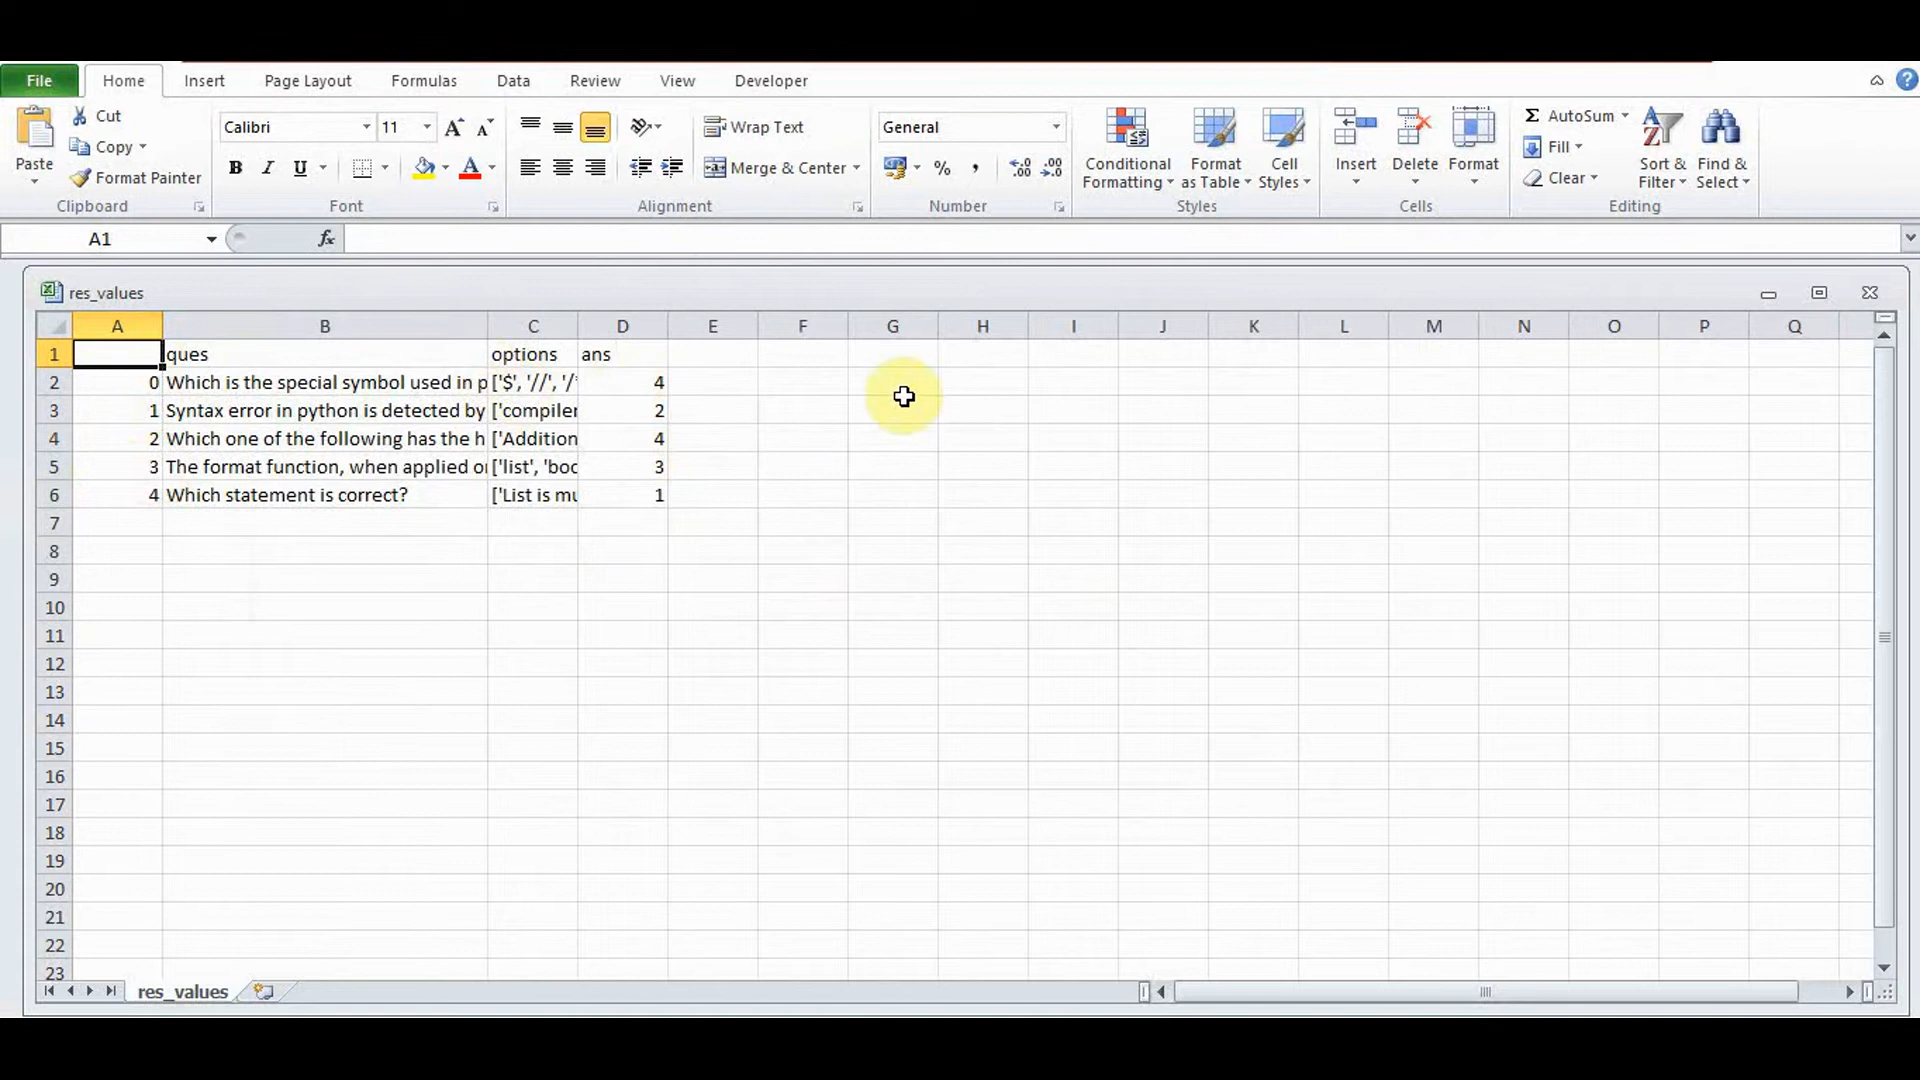 File Home Insert Page Layout Formulas Data Review View Developer
Cut
Copy
Format Painter
Paste
Clipboard
Calibri 11
B I U A
Font
Wrap Text
Merge & Center
Alignment
General
% ,
Number
Conditional Formatting
Format as Table
Cell Styles
Styles
Insert Delete Format
Cells
Σ AutoSum
Fill
Clear
Sort & Filter
Find & Select
Editing
A1 fx
res_values
A B C D E F G H I J K L M N O P Q
1 ques options ans
2 0 Which is the special symbol used in p ['$', '//', '/' 4
3 1 Syntax error in python is detected by ['compiler 2
4 2 Which one of the following has the h ['Addition 4
5 3 The format function, when applied o ['list', 'boo 3
6 4 Which statement is correct? ['List is mu 1
7
8
9
10
11
12
13
14
15
16
17
18
19
20
21
22
23
res_values